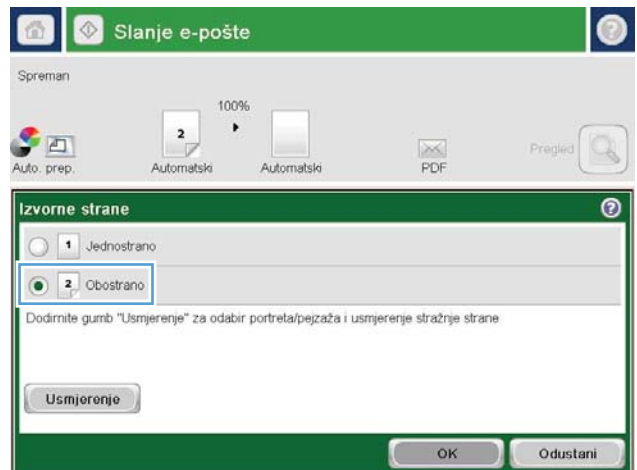 Slanje e-pošte
Spreman
100%
2
Auto. prep.
Automatski
Automatski
PDF
Pregled
Izvorne strane
1 Jednostrano
2 Obostrano
Dodirnite gumb "Usmjerenje" za odabir portreta/pejzaža i usmjerenje stražnje strane
Usmjerenje
OK
Odustani